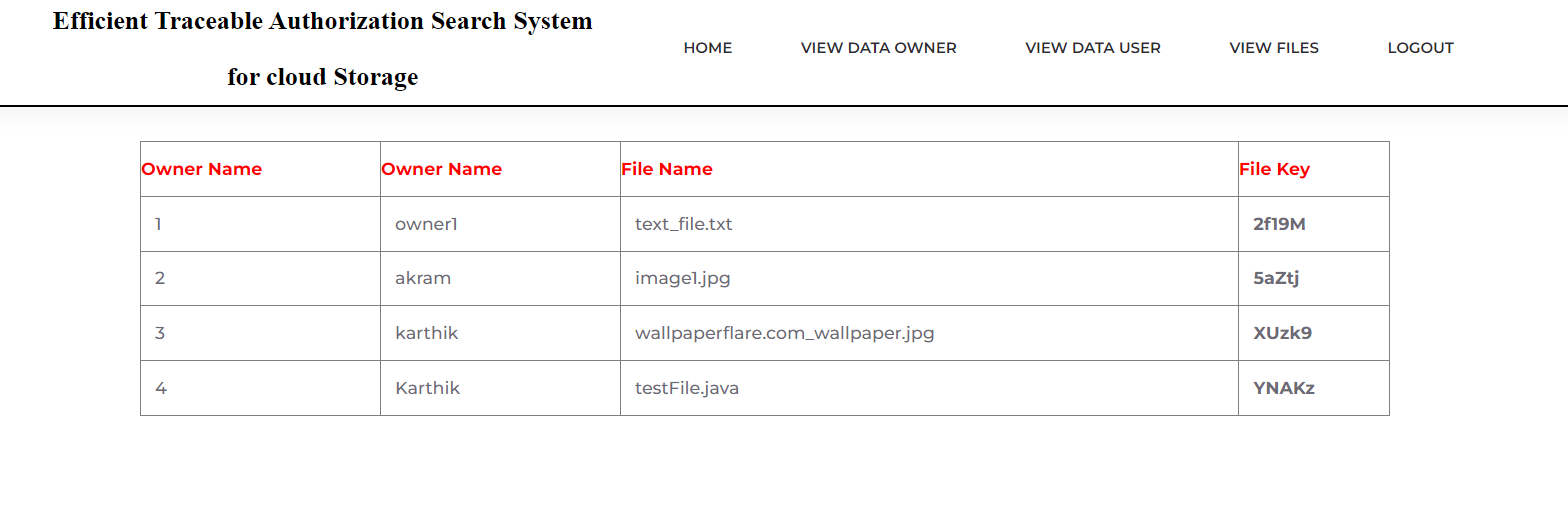 Efficient Traceable Authorization Search System
for cloud Storage
HOME VIEW DATA OWNER VIEW DATA USER VIEW FILES LOGOUT
Owner Name Owner Name File Name File Key
1 owner1 text_file.txt 2f19M
2 akram image1.jpg 5aZtj
3 karthik wallpaperflare.com_wallpaper.jpg XUzk9
4 Karthik testFile.java YNAKz